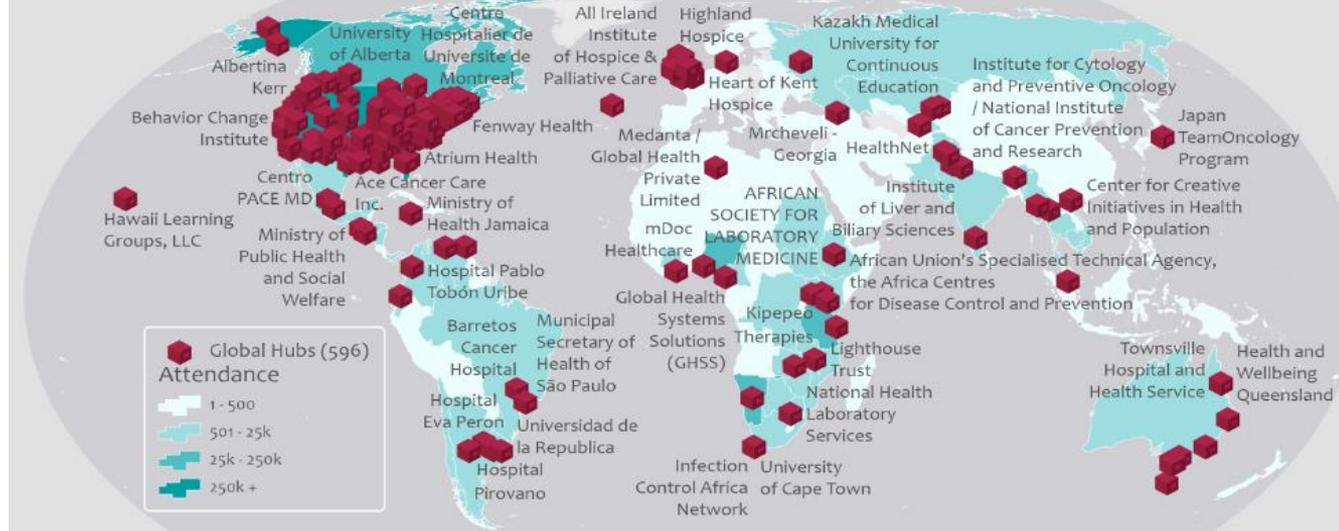 Centre
Hospitalier de
Universite de
Montreal
University
of Alberta
Albertina
Kerr
Behavior Change
Institute
All Ireland
Institute
of Hospice &
Palliative Care
Highland
Hospice
Heart of Kent
Hospice
Kazakh Medical
University for
Continuous
Education
Institute for Cytology
and Preventive Oncology
/ National Institute
of Cancer Prevention
and Research
Japan
TeamOncology
Program
Fenway Health
Atrium Health
Medanta /
Global Health
Private
Limited
Mrcheveli -
Georgia
HealthNet
Centro
PACE MD
Ace Cancer Care
Inc.
Ministry of
Health Jamaica
Hawaii Learning
Groups, LLC
Ministry of
Public Health
and Social
Welfare
Hospital Pablo
Tobón Uribe
mDoc
Healthcare
AFRICAN
SOCIETY FOR
LABORATORY
MEDICINE
Institute
of Liver and
Biliary Sciences
Center for Creative
Initiatives in Health
and Population
African Union's Specialised Technical Agency,
the Africa Centres
for Disease Control and Prevention
Global Health
Systems
Solutions
(GHSS)
Kipepeo
Therapies
Lighthouse
Trust
National Health
Laboratory
Services
Barretos
Cancer
Hospital
Municipal
Secretary of
Health of
São Paulo
Hospital
Eva Peron
Universidad de
la Republica
Hospital
Pirovano
Infection
Control Africa
Network
University
of Cape Town
Townsville
Hospital and
Health Service
Health and
Wellbeing
Queensland
Global Hubs (596)
Attendance
1 - 500
501 - 25k
25k - 250k
250k +